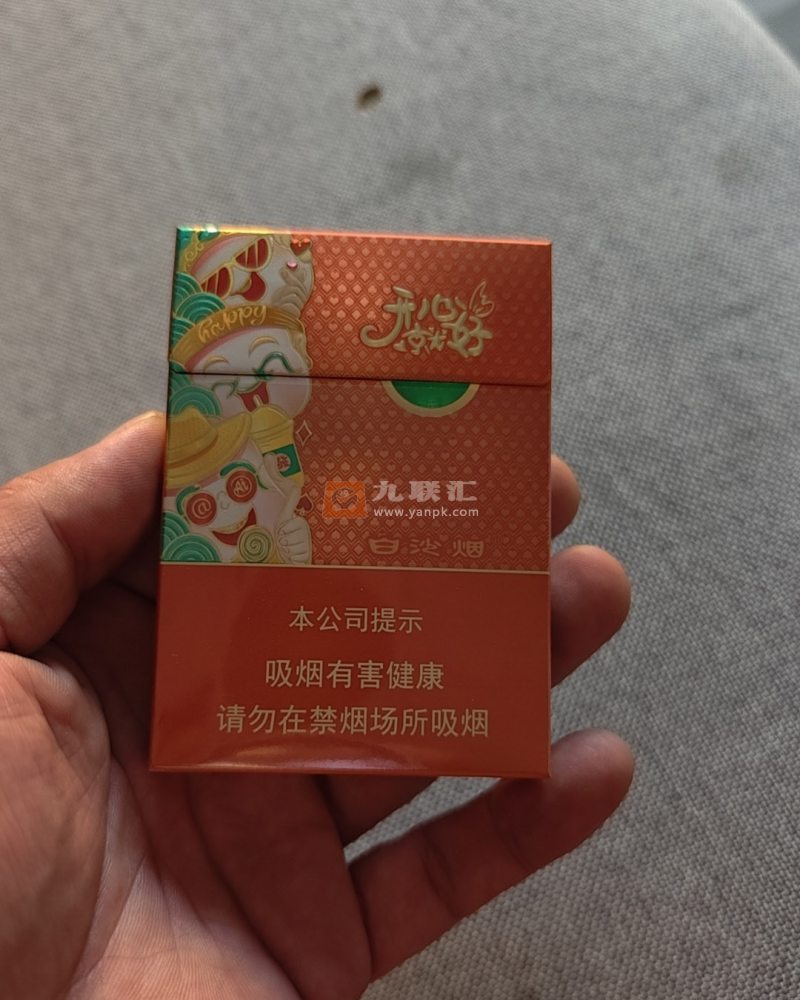 开心就好
happy
九联汇
www.yanpk.com
白沙烟
本公司提示
吸烟有害健康
请勿在禁烟场所吸烟